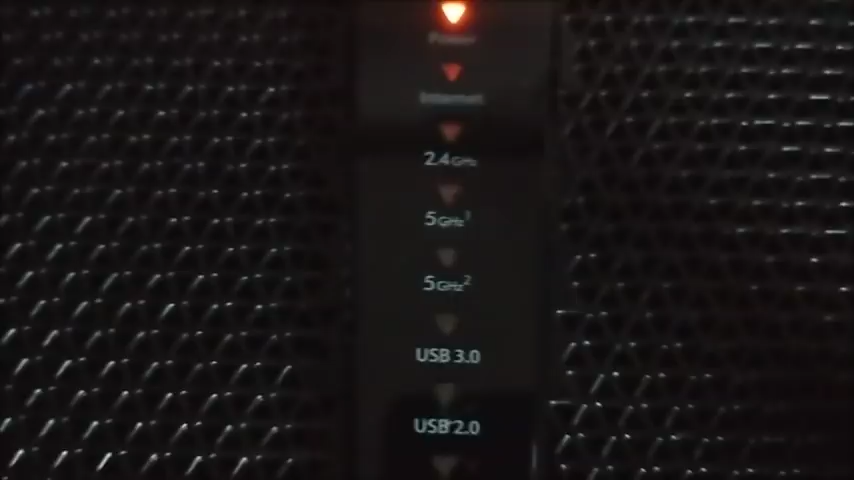 Power
Internet
2.4GHz
5GHz¹
5GHz²
USB 3.0
USB 2.0